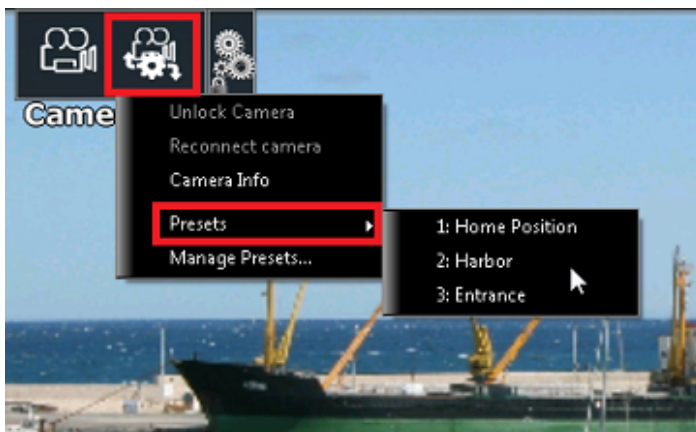 Came
Unlock Camera
Reconnect camera
Camera Info
Presets
Manage Presets...
1: Home Position
2: Harbor
3: Entrance